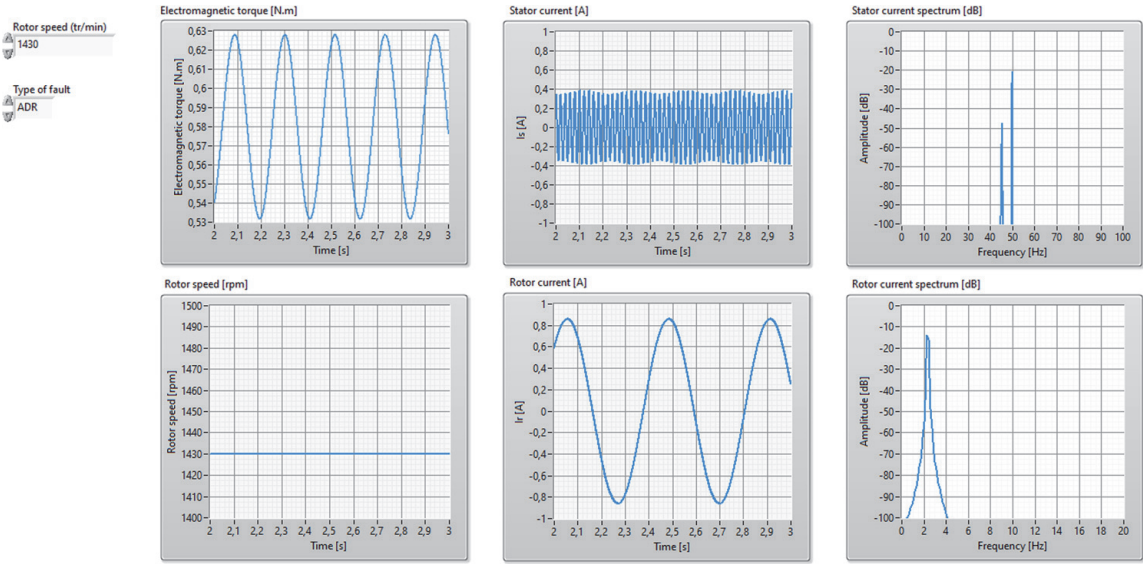 Rotor speed (tr/min)
1430
Type of fault
ADR
Electromagnetic torque [N.m]
Electromagnetic torque [N.m]
0,63
0,61
0,6
0,59
0,58
0,57
0,56
0,55
0,54
0,53
2 2,1 2,2 2,3 2,4 2,5 2,6 2,7 2,8 2,9 3
Time [s]
Stator current [A]
Is [A]
1
0,8
0,6
0,4
0,2
0
-0,2
-0,4
-0,6
-0,8
-1
2 2,1 2,2 2,3 2,4 2,5 2,6 2,7 2,8 2,9 3
Time [s]
Stator current spectrum [dB]
Amplitude [dB]
0
-10
-20
-30
-40
-50
-60
-70
-80
-90
-100
0 10 20 30 40 50 60 70 80 90 100
Frequency [Hz]
Rotor speed [rpm]
Rotor speed [rpm]
1500
1490
1480
1470
1460
1450
1440
1430
1420
1410
1400
2 2,1 2,2 2,3 2,4 2,5 2,6 2,7 2,8 2,9 3
Time [s]
Rotor current [A]
Ir [A]
1
0,8
0,6
0,4
0,2
0
-0,2
-0,4
-0,6
-0,8
-1
2 2,1 2,2 2,3 2,4 2,5 2,6 2,7 2,8 2,9 3
Time [s]
Rotor current spectrum [dB]
Amplitude [dB]
0
-10
-20
-30
-40
-50
-60
-70
-80
-90
-100
0 2 4 6 8 10 12 14 16 18 20
Frequency [Hz]